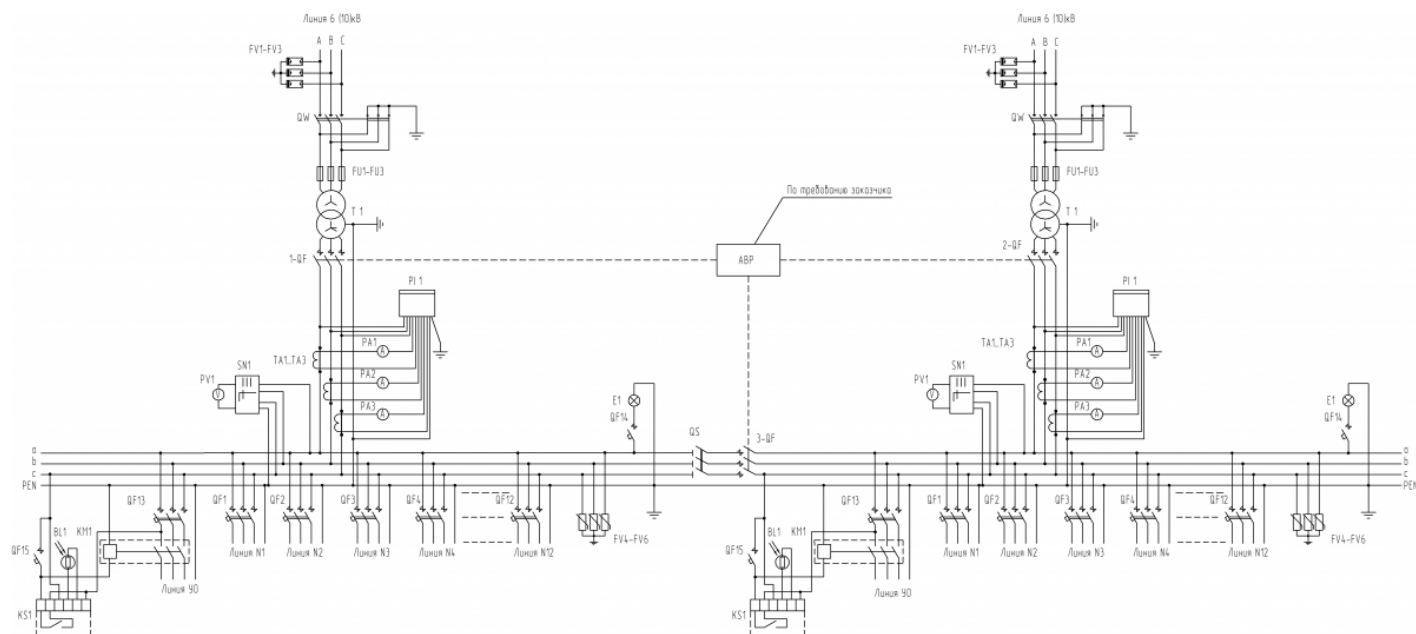 Линия 6 (10)кВ
Линия 6 (10)кВ
A B C
A B C
FV1-FV3
FV1-FV3
QW
QW
FU1-FU3
FU1-FU3
По требованию заказчика
T 1
T 1
1-QF
АВР
2-QF
PI 1
PI 1
PA1
A
PA1
A
TA1_TA3
TA1_TA3
SN1
PA2
A
SN1
PA2
A
PV1
V
PV1
V
PA3
A
E1
PA3
A
E1
QF14
QF14
QS
3-QF
a
a
b
b
c
c
PEN
PEN
QF13
QF1
QF2
QF3
QF4
QF12
QF13
QF1
QF2
QF3
QF4
QF12
BL1
KM1
BL1
KM1
FV4-FV6
FV4-FV6
QF15
Линия N1
Линия N2
Линия N3
Линия N4
Линия N12
QF15
Линия N1
Линия N2
Линия N3
Линия N4
Линия N12
Линия УО
Линия УО
KS1
KS1